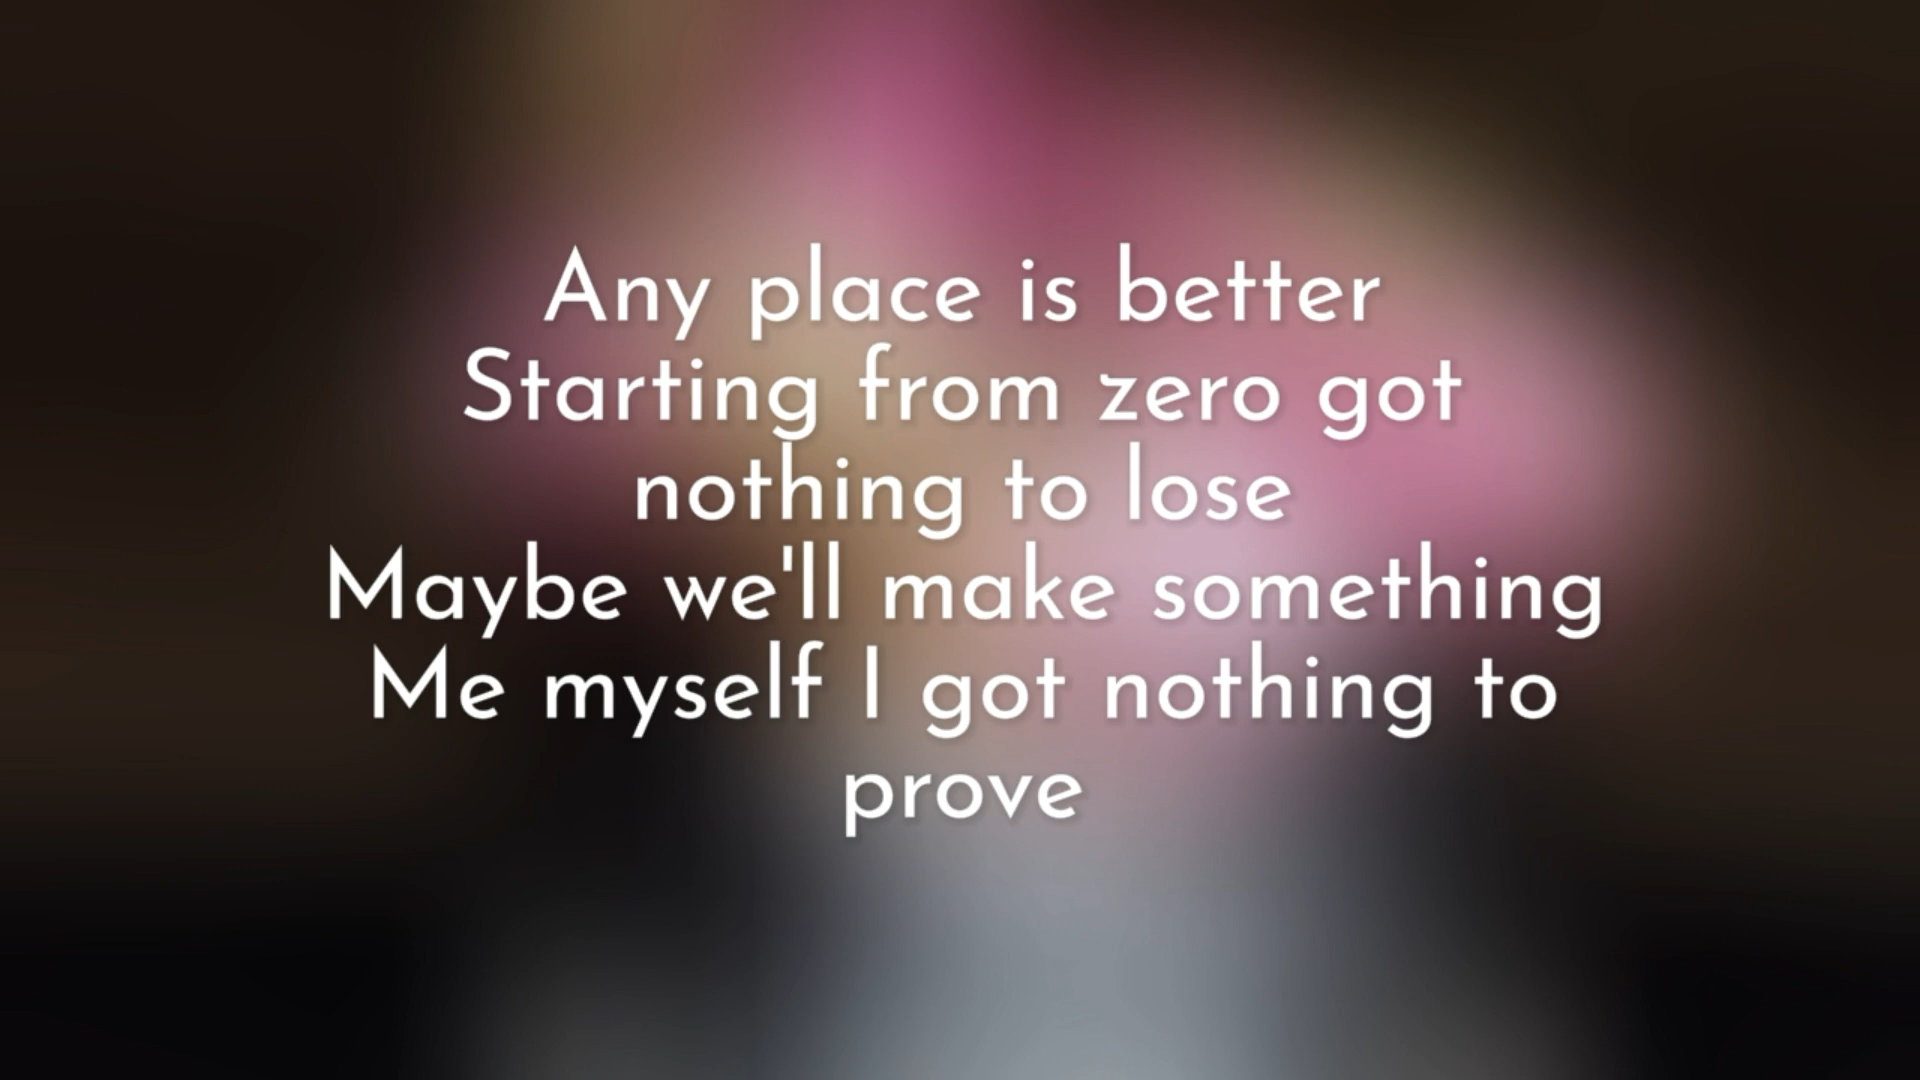 Any place is better
Starting from zero got
nothing to lose
Maybe we'll make something
Me myself I got nothing to
prove